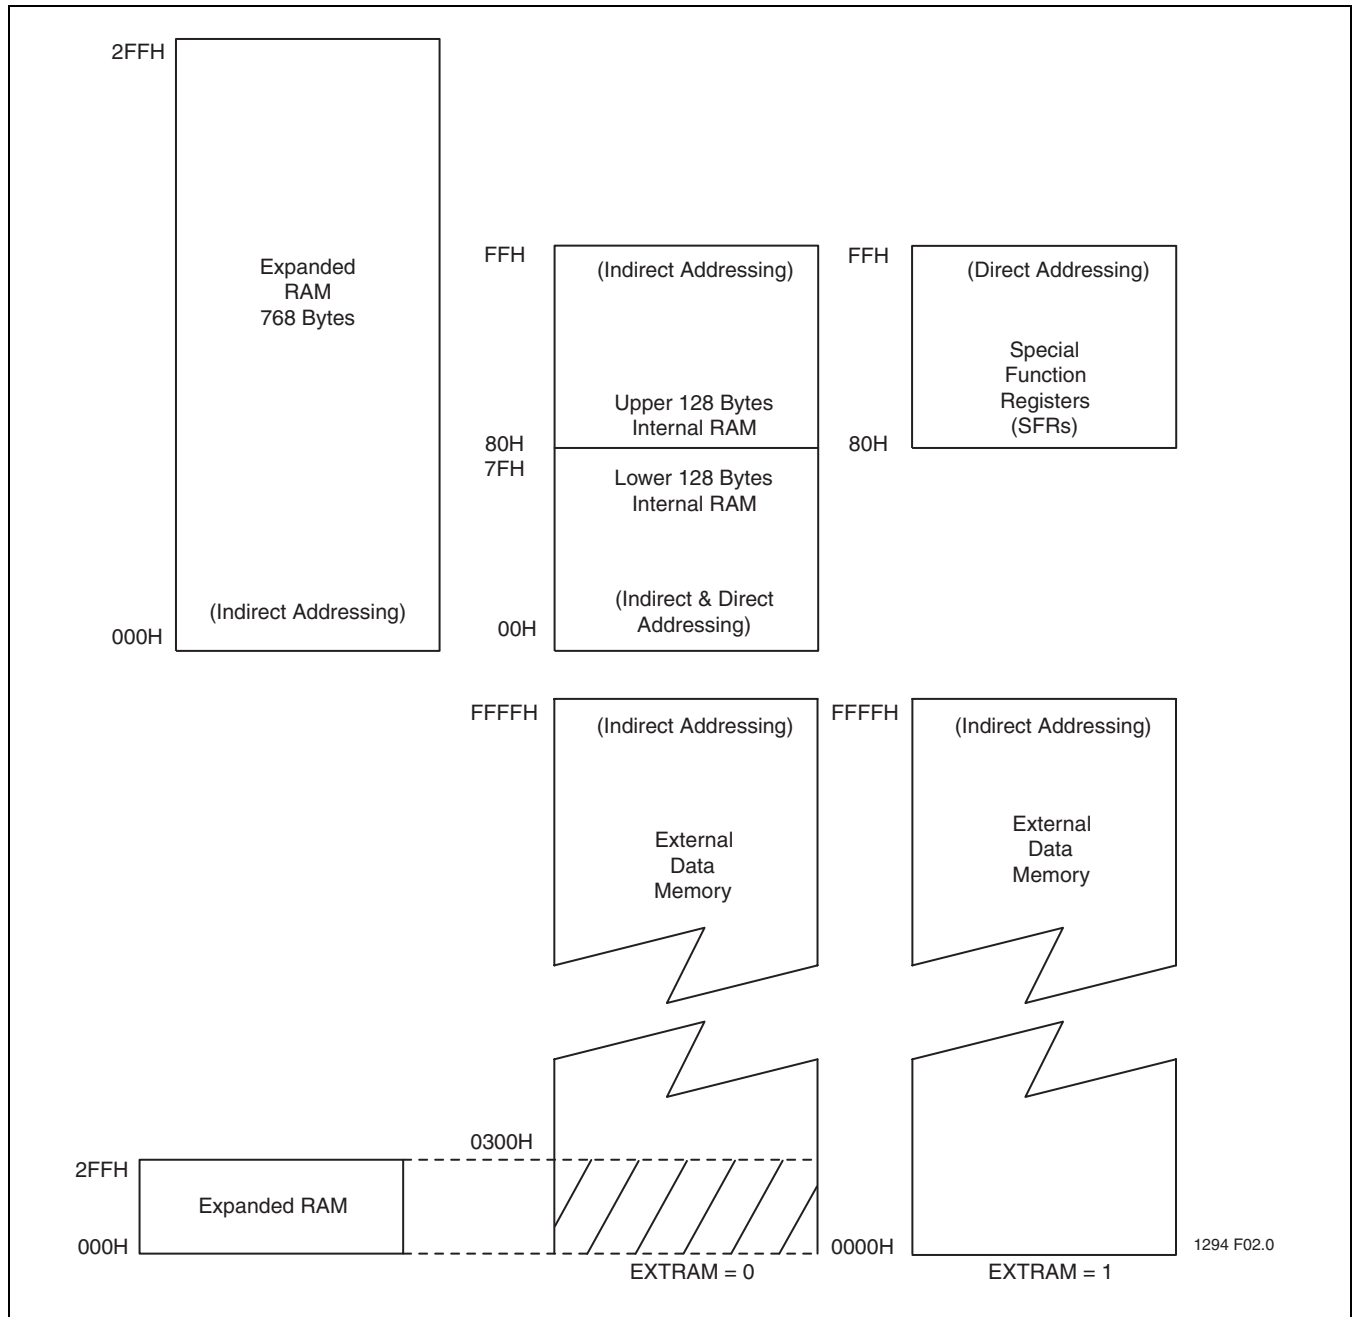 2FFH
Expanded
RAM
768 Bytes
(Indirect Addressing)
000H
FFH
(Indirect Addressing)
Upper 128 Bytes
Internal RAM
80H
7FH
Lower 128 Bytes
Internal RAM
(Indirect & Direct
Addressing)
00H
FFH
(Direct Addressing)
Special
Function
Registers
(SFRs)
80H
FFFFH
(Indirect Addressing)
External
Data
Memory
FFFFH
(Indirect Addressing)
External
Data
Memory
0300H
2FFH
Expanded RAM
000H
0000H
EXTRAM = 0
EXTRAM = 1
1294 F02.0